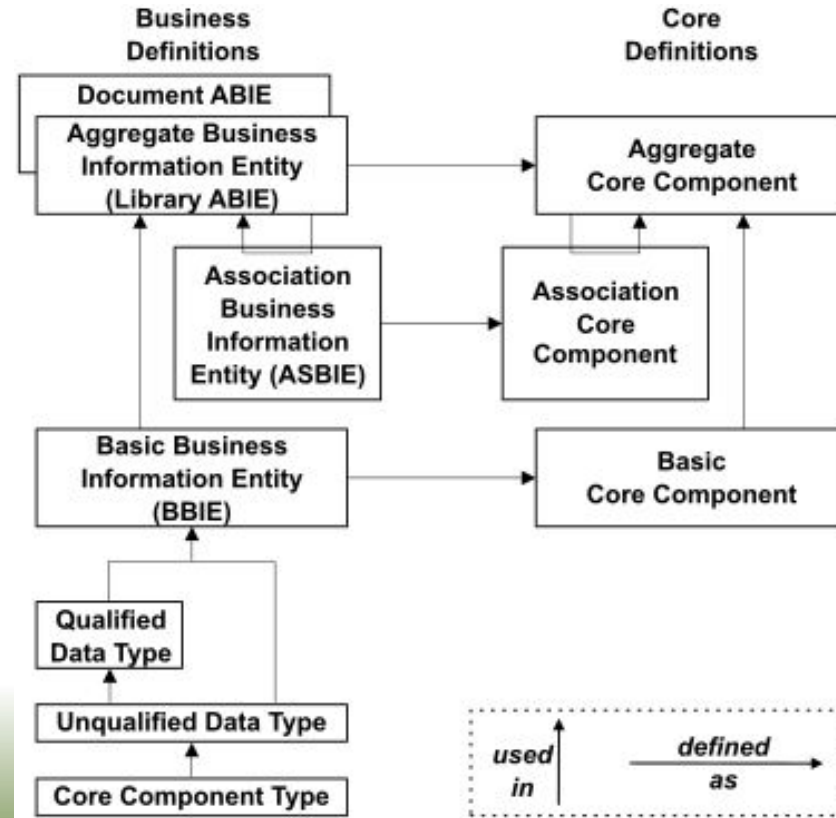 Business
Definitions
Core
Definitions
Document ABIE
Aggregate Business
Information Entity
(Library ABIE)
Aggregate
Core Component
Association
Business
Information
Entity (ASBIE)
Association
Core
Component
Basic Business
Information Entity
(BBIE)
Basic
Core Component
Qualified
Data Type
Unqualified Data Type
Core Component Type
used
in
defined
as